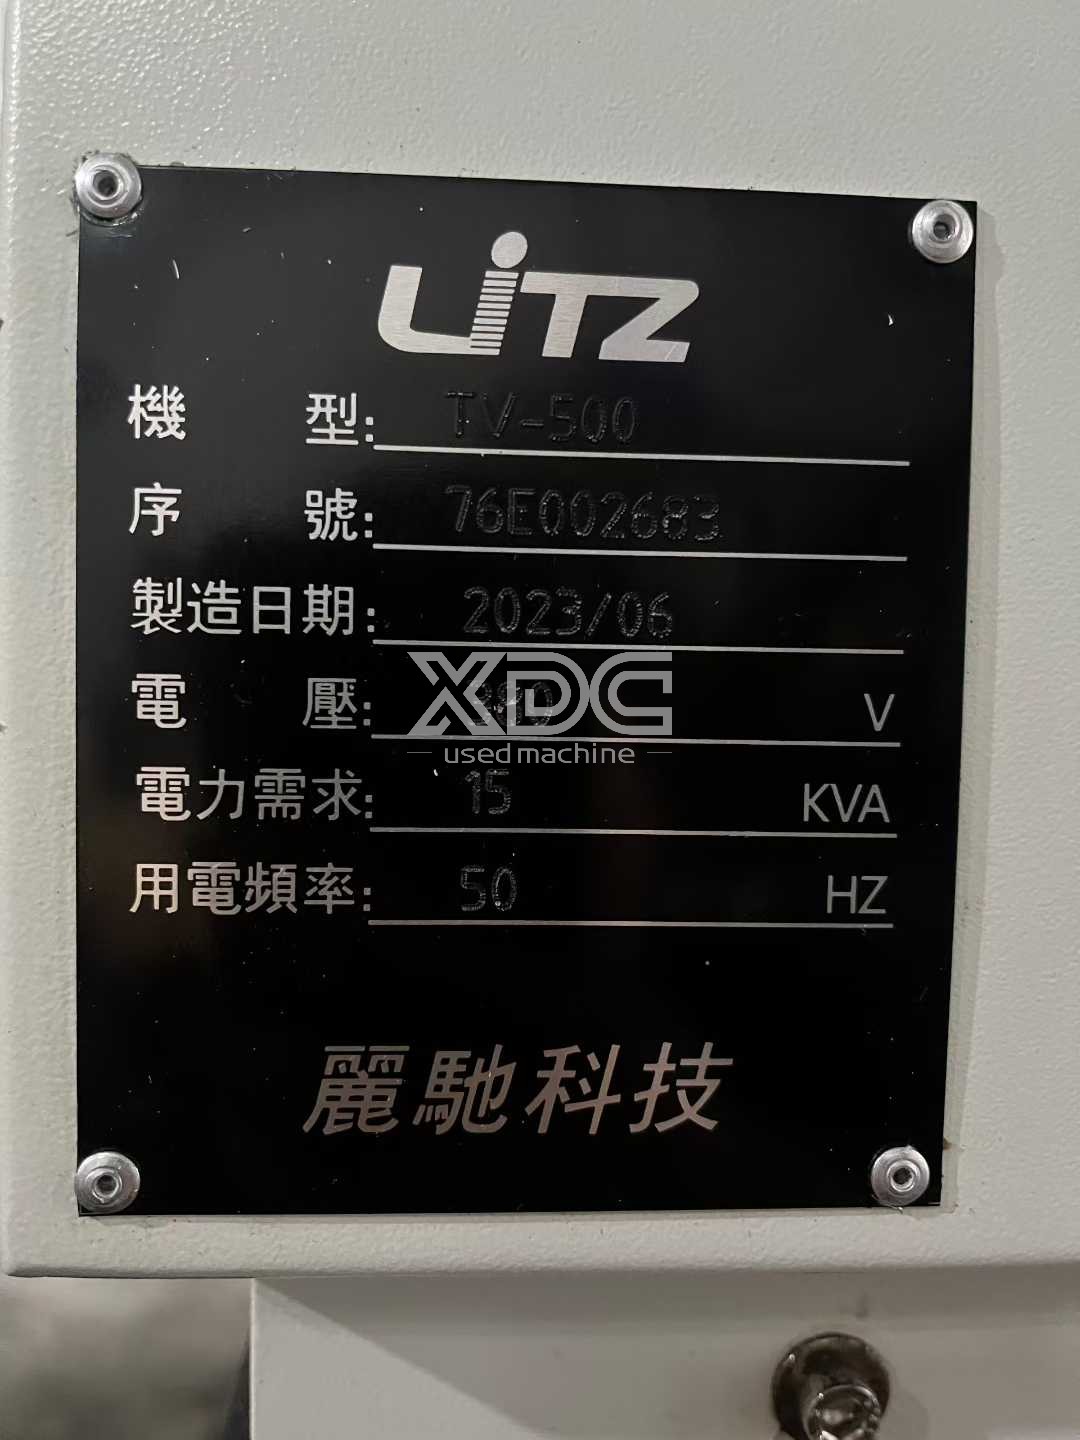 LiTZ
機型: TV-500
序號: 76E002683
製造日期: 2023/06
電壓: 380 V
XDC
used machine
電力需求: 15 KVA
用電頻率: 50 HZ
麗馳科技